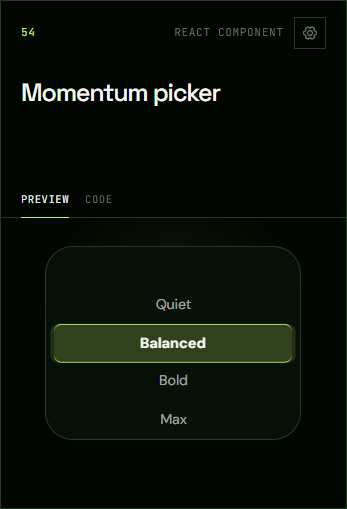 54
REACT COMPONENT
Momentum picker
PREVIEW
CODE
Quiet
Balanced
Bold
Max